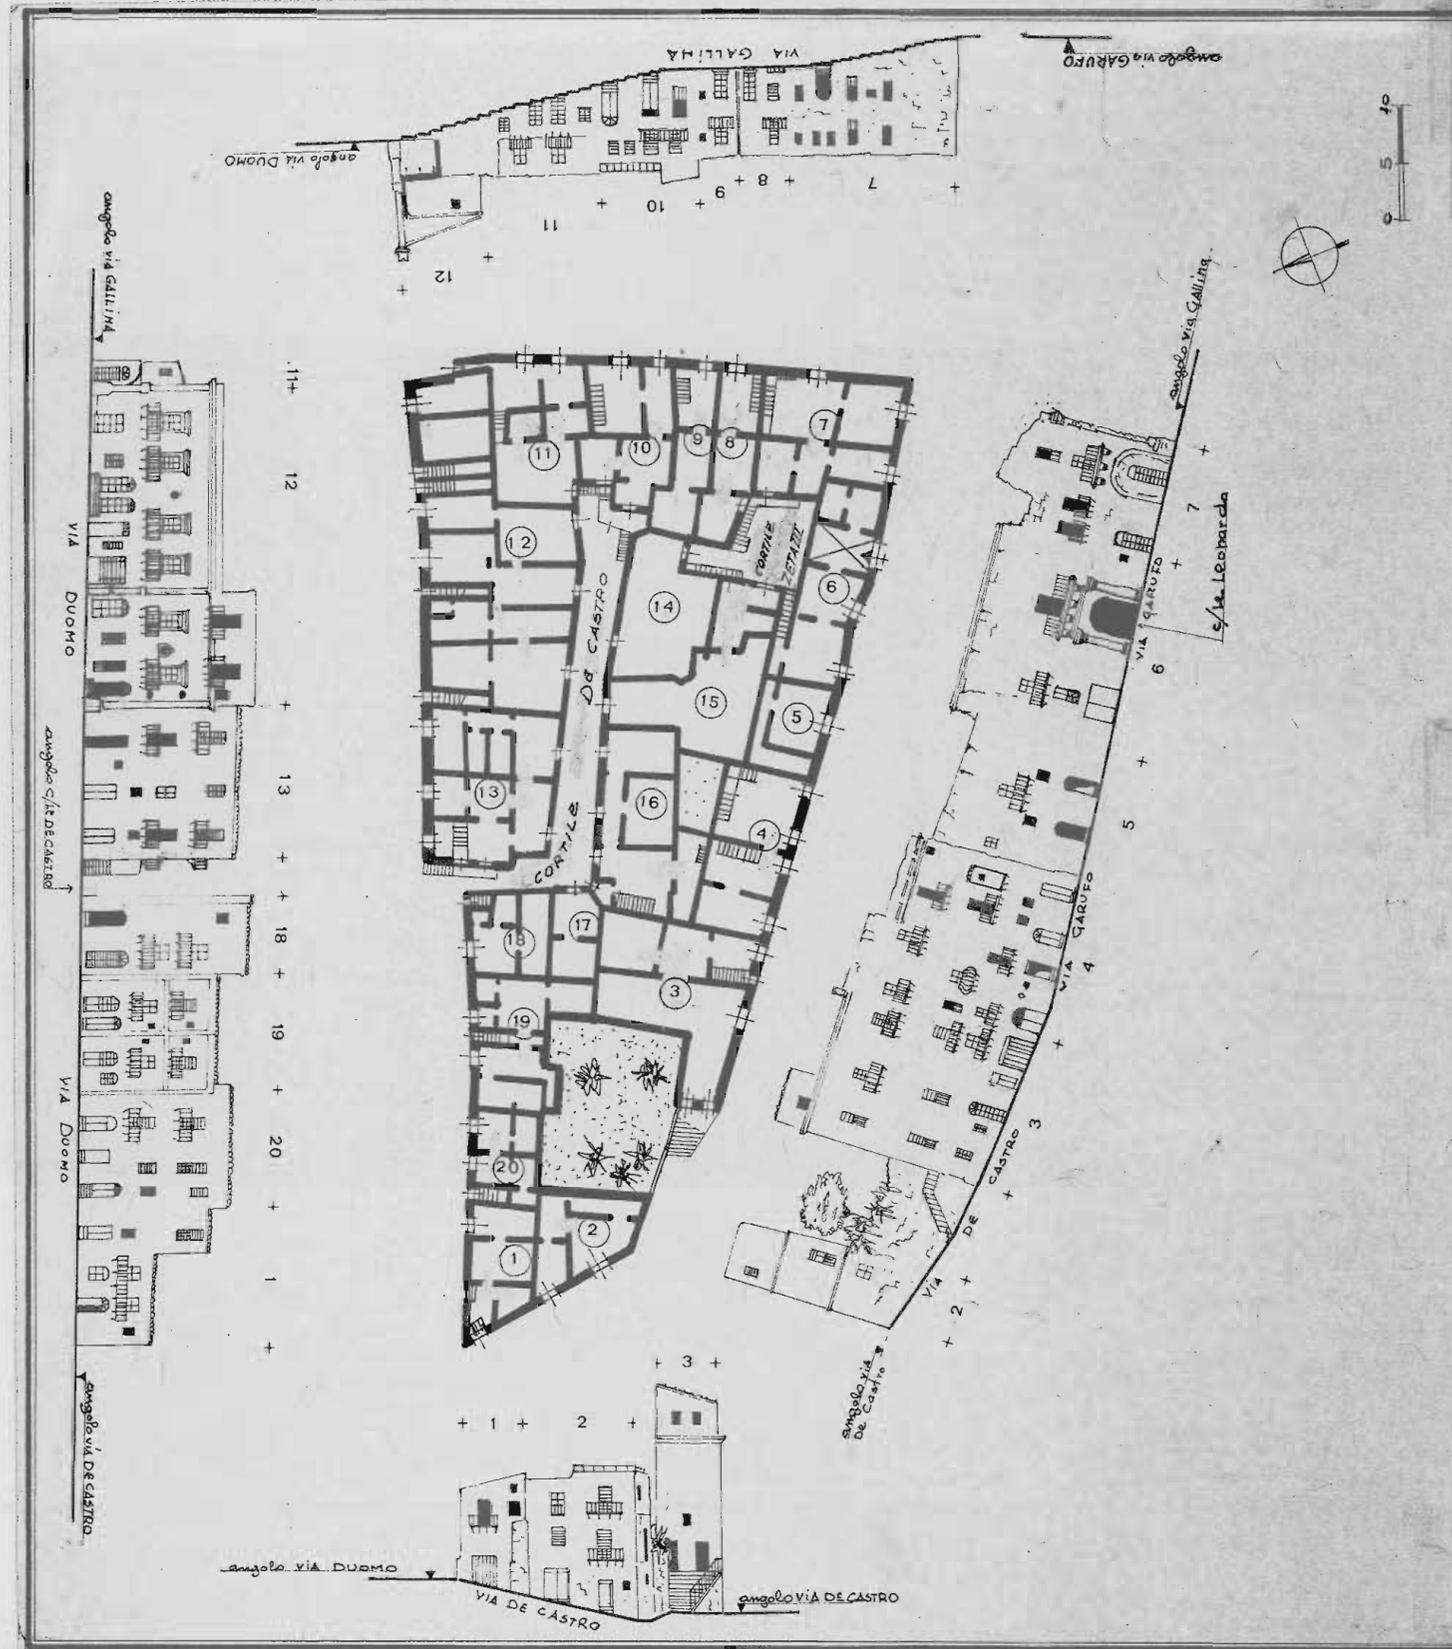 VIA GALLINA
angolo via GARUFO
angolo via DUOMO
10
5
0
7
8
9
10
11
12
angolo via GALLINA
11
12
13
18
19
20
1
VIA DUOMO
angolo c/le DE CASTRO
VIA DUOMO
angolo via DE CASTRO
11
10
9
8
7
12
14
6
15
5
13
16
4
18
17
3
19
20
2
1
CORTILE ZETATI
CORTILE DE CASTRO
angolo via Gallina
7
c/le Leonarda
VIA GARUFO
6
5
VIA GARUFO
4
3
VIA DE CASTRO
2
angolo via
De Castro
3
1
2
angolo via DUOMO
VIA DE CASTRO
angolo via DE CASTRO